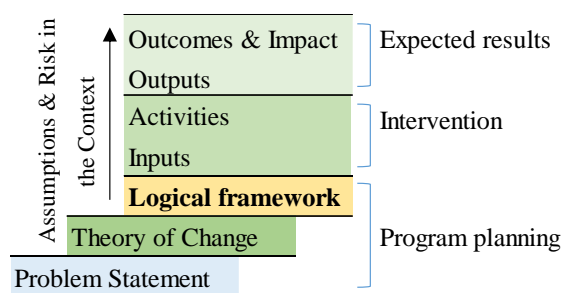 Assumptions & Risk in
the Context
Outcomes & Impact
Outputs
Expected results
Activities
Inputs
Intervention
Logical framework
Theory of Change
Problem Statement
Program planning